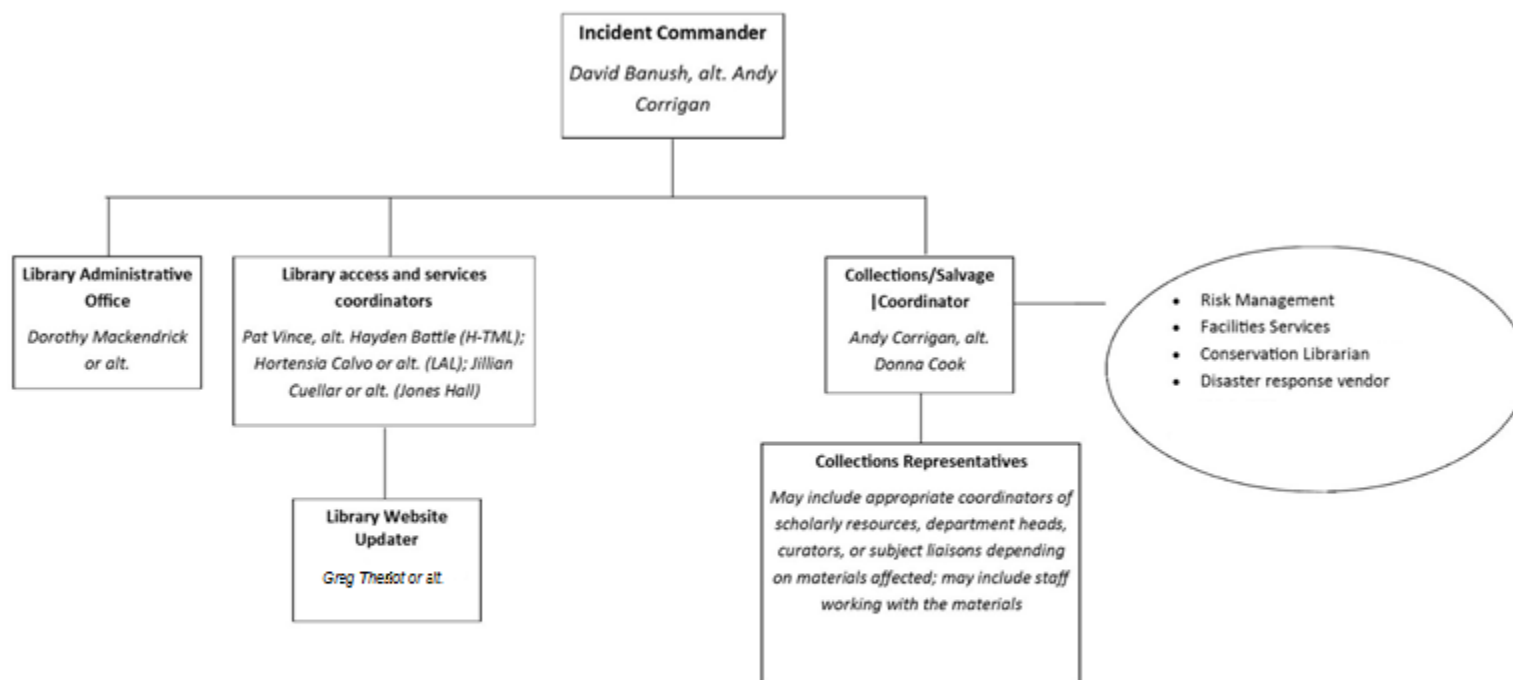 Incident Commander
David Banush, alt. Andy
Corrigan
Library Administrative
Office
Dorothy Mackendrick
or alt.
Library access and services
coordinators
Pat Vince, alt. Hayden Battle (H-TML);
Hortensia Calvo or alt. (LAL); Jillian
Cuellar or alt. (Jones Hall)
Collections/Salvage
|Coordinator
Andy Corrigan, alt.
Donna Cook
• Risk Management
• Facilities Services
• Conservation Librarian
• Disaster response vendor
Library Website
Updater
Greg Theriot or alt.
Collections Representatives
May include appropriate coordinators of
scholarly resources, department heads,
curators, or subject liaisons depending
on materials affected; may include staff
working with the materials